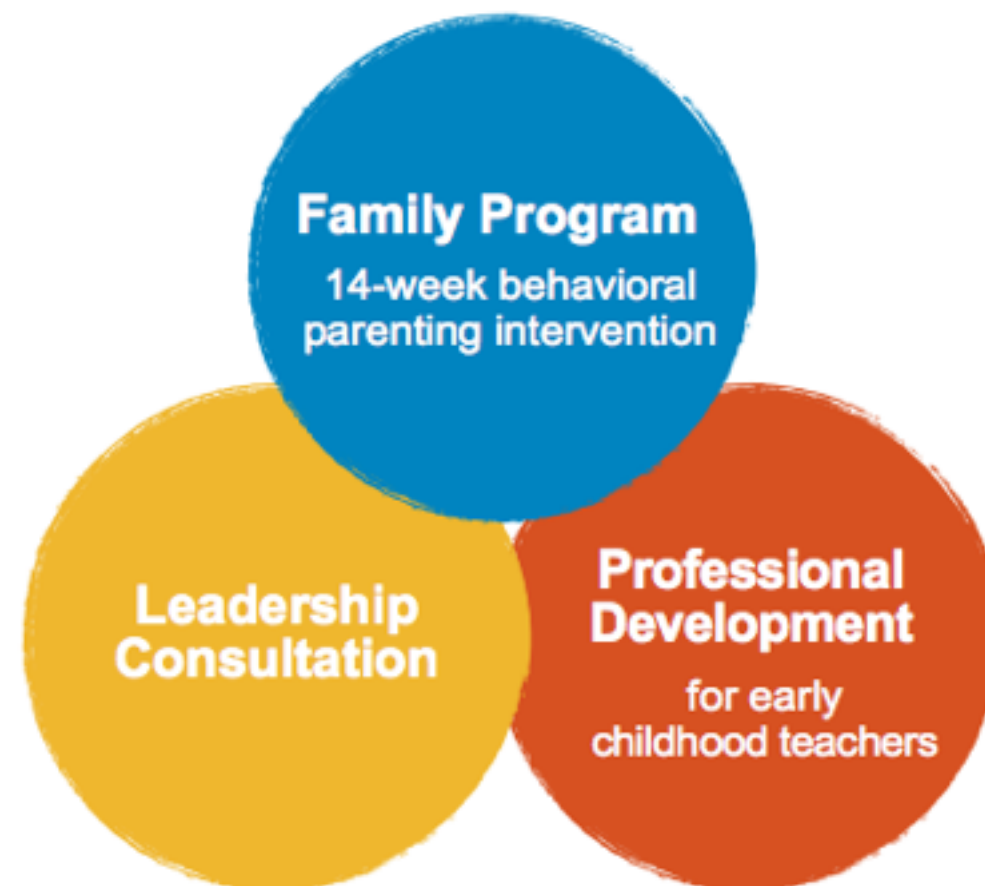 Family Program
14-week behavioral
parenting intervention
Leadership
Consultation
Professional
Development
for early
childhood teachers